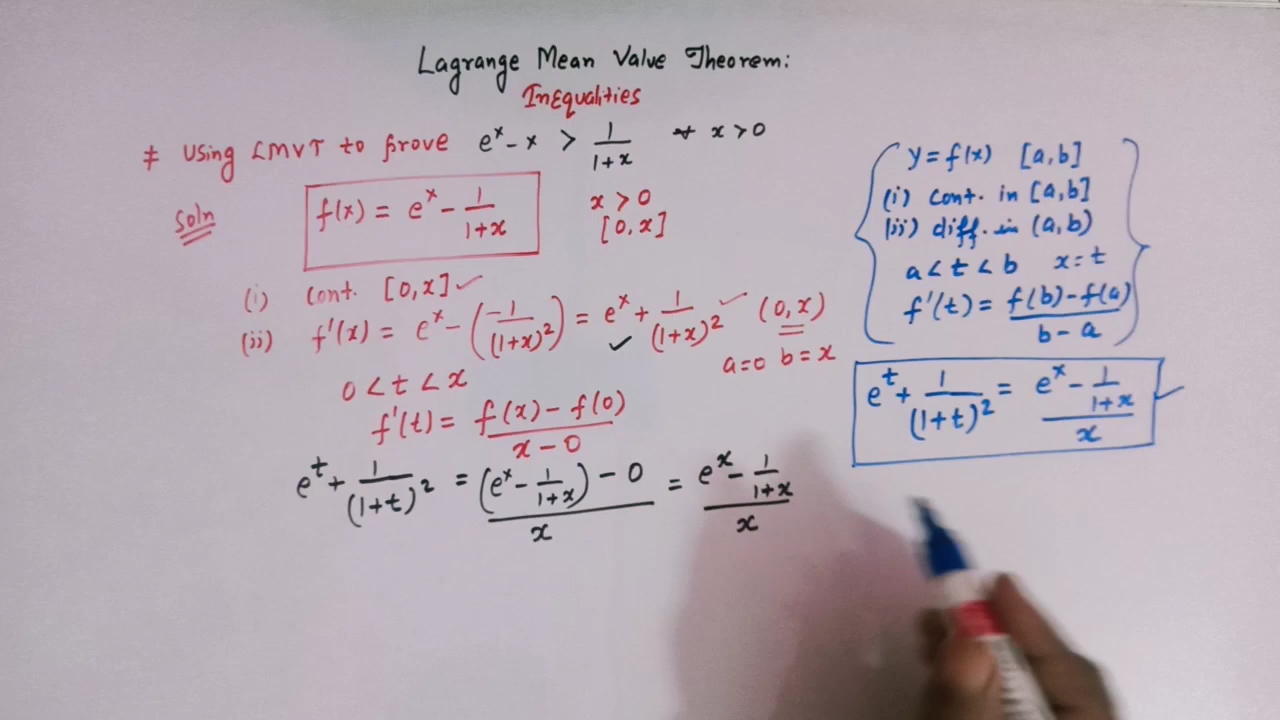 Lagrange Mean Value Theorem:
InEqualities
≠ Using LMVT to prove e^x - x > 1/(1+x) ∀ x>0
Soln f(x) = e^x - 1/(1+x) x>0
[0,x]
(i) Cont. [0,x] ✓
(ii) f'(x) = e^x - (-1/(1+x)^2) = e^x + 1/(1+x)^2 ✓ (0,x)
✓ a=0 b=x
0<t<x
f'(t) = (f(x)-f(0))/(x-0)
e^t + 1/(1+t)^2 = ((e^x - 1/(1+x)) - 0)/x = (e^x - 1/(1+x))/x
y=f(x) [a,b]
(i) cont. in [a,b]
(ii) diff. in (a,b)
a<t<b x=t
f'(t) = (f(b)-f(a))/(b-a)
e^t + 1/(1+t)^2 = (e^x - 1/(1+x))/x ✓